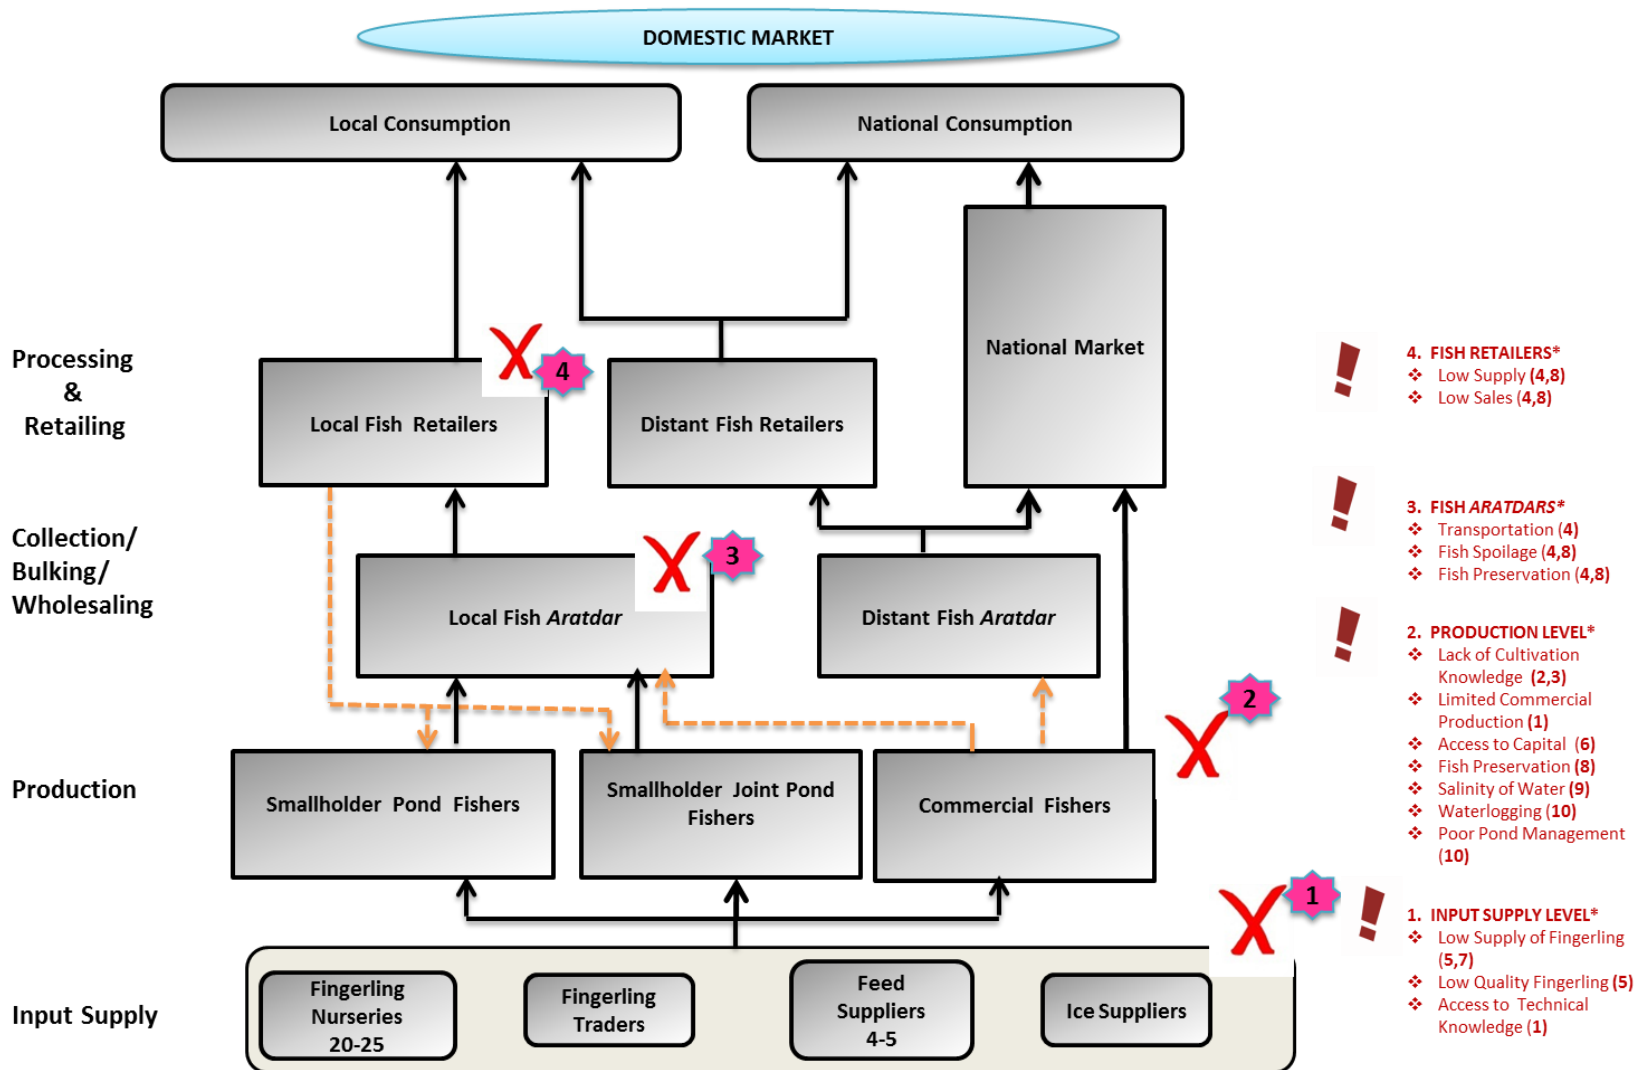 DOMESTIC MARKET
Local Consumption
National Consumption
Processing
&
Retailing
4
Local Fish Retailers
Distant Fish Retailers
National Market
Collection/
Bulking/
Wholesaling
3
Local Fish Aratdar
Distant Fish Aratdar
2
Production
Smallholder Pond Fishers
Smallholder Joint Pond
Fishers
Commercial Fishers
1
Input Supply
Fingerling
Nurseries
20-25
Fingerling
Traders
Feed
Suppliers
4-5
Ice Suppliers
!
4. FISH RETAILERS*
❖ Low Supply (4,8)
❖ Low Sales (4,8)
!
3. FISH ARATDARS*
❖ Transportation (4)
❖ Fish Spoilage (4,8)
❖ Fish Preservation (4,8)
!
2. PRODUCTION LEVEL*
❖ Lack of Cultivation
Knowledge (2,3)
❖ Limited Commercial
Production (1)
❖ Access to Capital (6)
❖ Fish Preservation (8)
❖ Salinity of Water (9)
❖ Waterlogging (10)
❖ Poor Pond Management
(10)
!
1. INPUT SUPPLY LEVEL*
❖ Low Supply of Fingerling
(5,7)
❖ Low Quality Fingerling (5)
❖ Access to Technical
Knowledge (1)